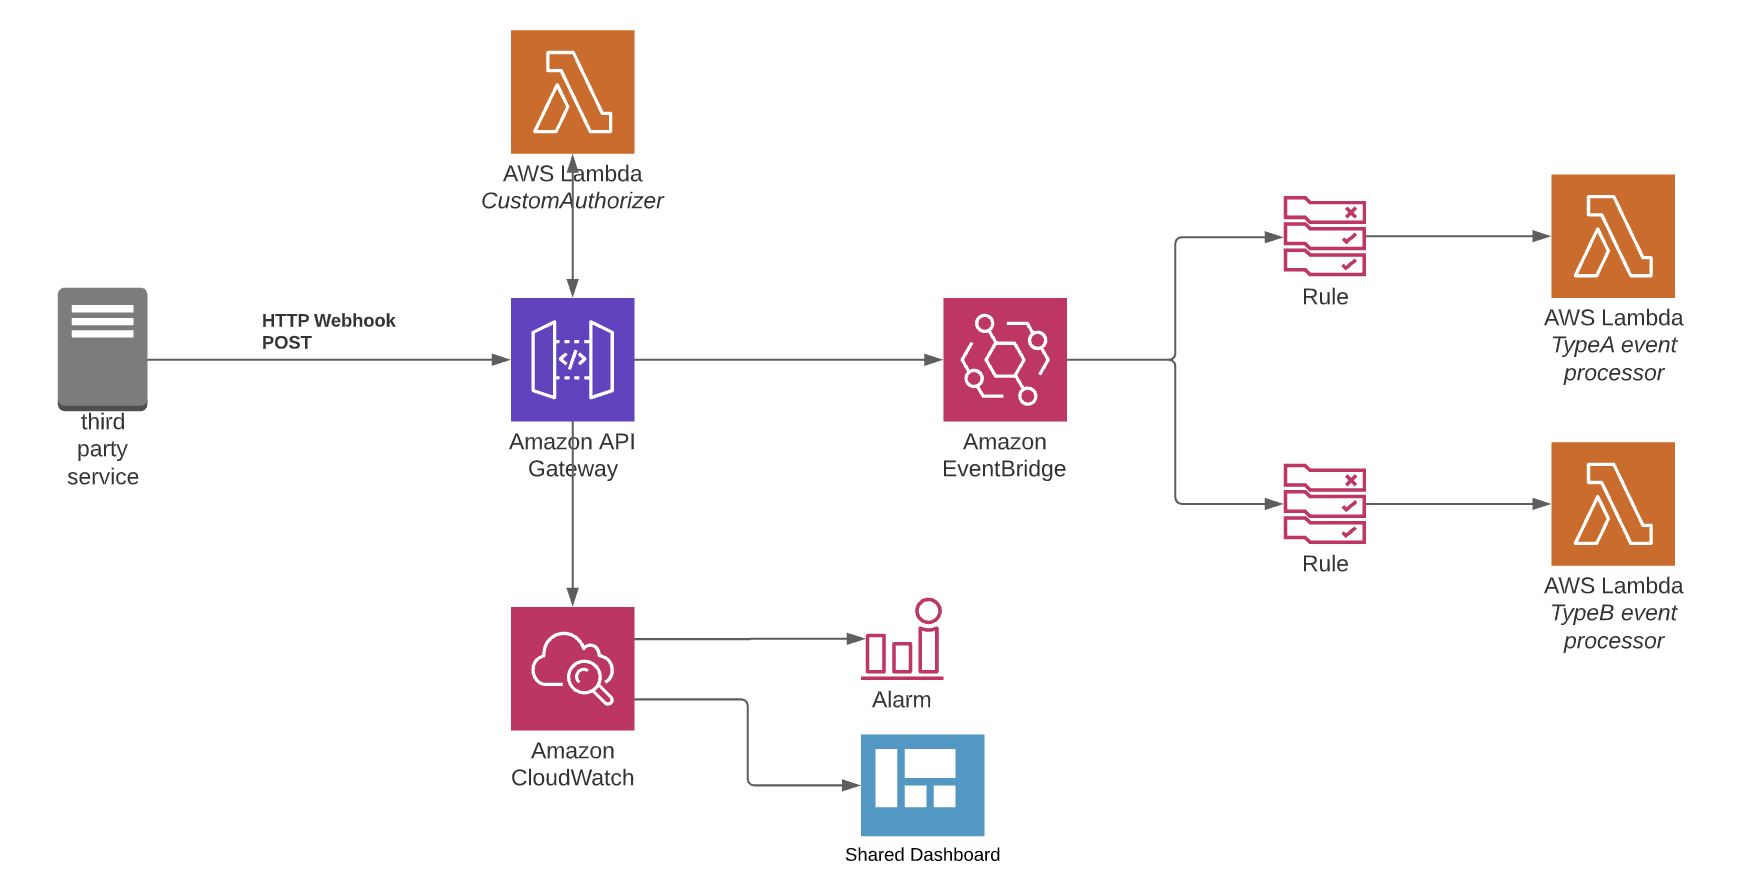 AWS Lambda
CustomAuthorizer
HTTP Webhook
POST
third
party
service
Amazon API
Gateway
Amazon
EventBridge
Rule
AWS Lambda
TypeA event
processor
Rule
AWS Lambda
TypeB event
processor
Amazon
CloudWatch
Alarm
Shared Dashboard